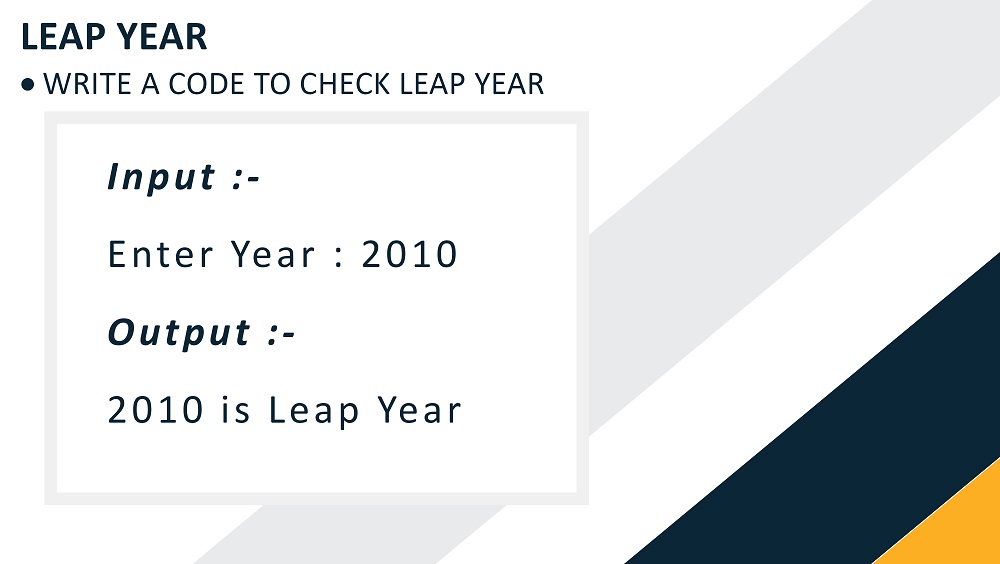 LEAP YEAR
• WRITE A CODE TO CHECK LEAP YEAR
Input :-
Enter Year : 2010
Output :-
2010 is Leap Year